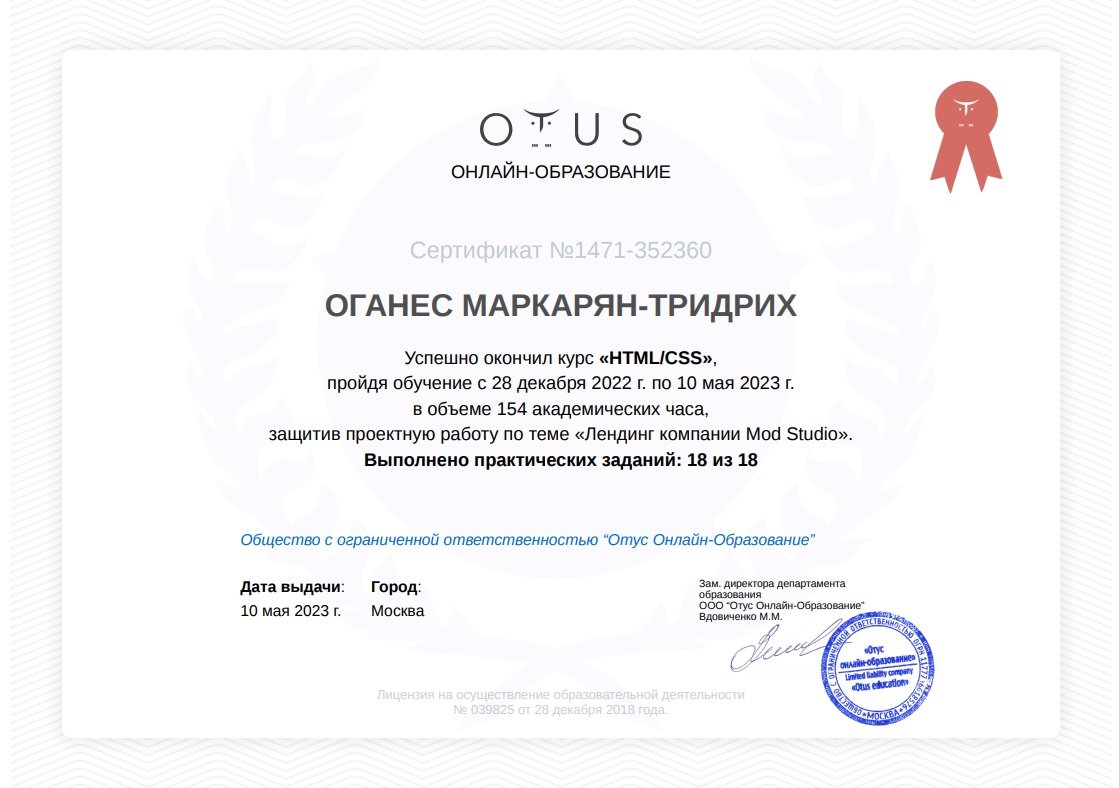 OTUS
ОНЛАЙН-ОБРАЗОВАНИЕ
Сертификат №1471-352360
ОГАНЕС МАРКАРЯН-ТРИДРИХ
Успешно окончил курс «HTML/CSS»,
пройдя обучение с 28 декабря 2022 г. по 10 мая 2023 г.
в объеме 154 академических часа,
защитив проектную работу по теме «Лендинг компании Mod Studio».
Выполнено практических заданий: 18 из 18
Общество с ограниченной ответственностью “Отус Онлайн-Образование”
Дата выдачи: Город:
10 мая 2023 г. Москва
Зам. директора департамента
образования
ООО “Отус Онлайн-Образование”
Вдовиченко М.М.
ОБЩЕСТВО С ОГРАНИЧЕННОЙ ОТВЕТСТВЕННОСТЬЮ ОГРН
«Отус
онлайн-образование»
Limited liability company
«Otus education»
МОСКВА
Лицензия на осуществление образовательной деятельности
№ 039825 от 28 декабря 2018 года.